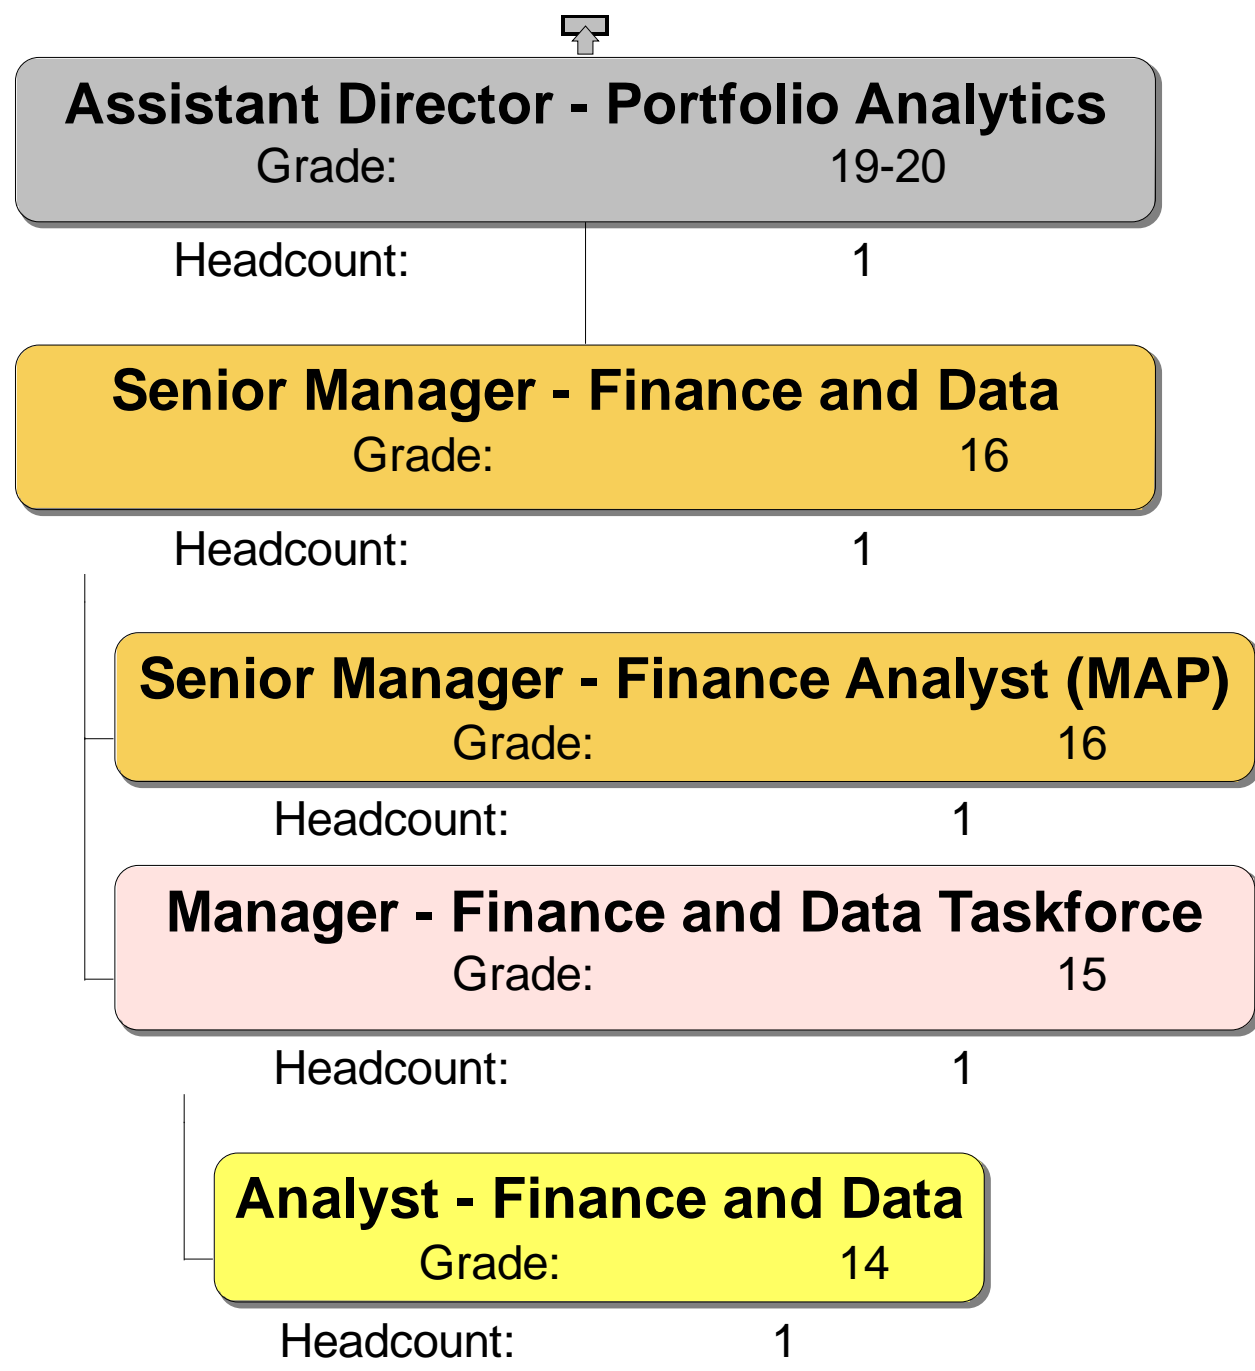 Assistant Director - Portfolio Analytics
Grade: 19-20
Headcount: 1
Senior Manager - Finance and Data
Grade: 16
Headcount: 1
Senior Manager - Finance Analyst (MAP)
Grade: 16
Headcount: 1
Manager - Finance and Data Taskforce
Grade: 15
Headcount: 1
Analyst - Finance and Data
Grade: 14
Headcount: 1